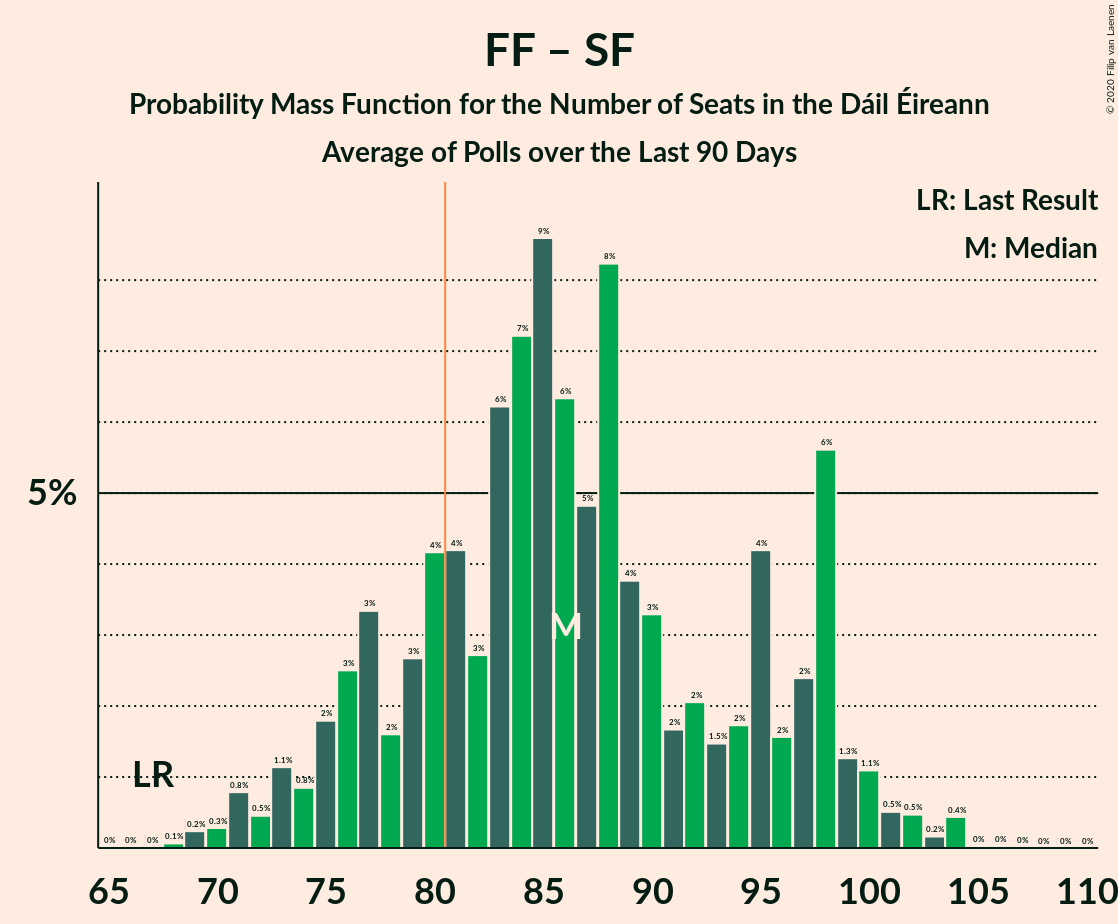 FF – SF
Probability Mass Function for the Number of Seats in the Dáil Éireann
Average of Polls over the Last 90 Days
© 2020 Filip van Laenen
LR: Last Result
M: Median
5%
LR
M
0% 0% 0% 0.1% 0.2% 0.3% 0.8% 0.5% 1.1% 0.8% 2% 3% 3% 2% 3% 4% 4% 3% 6% 7% 9% 6% 5% 8% 4% 3% 2% 2% 1.5% 2% 4% 2% 2% 6% 1.3% 1.1% 0.5% 0.5% 0.2% 0.4% 0% 0% 0% 0% 0% 0%
65 70 75 80 85 90 95 100 105 110